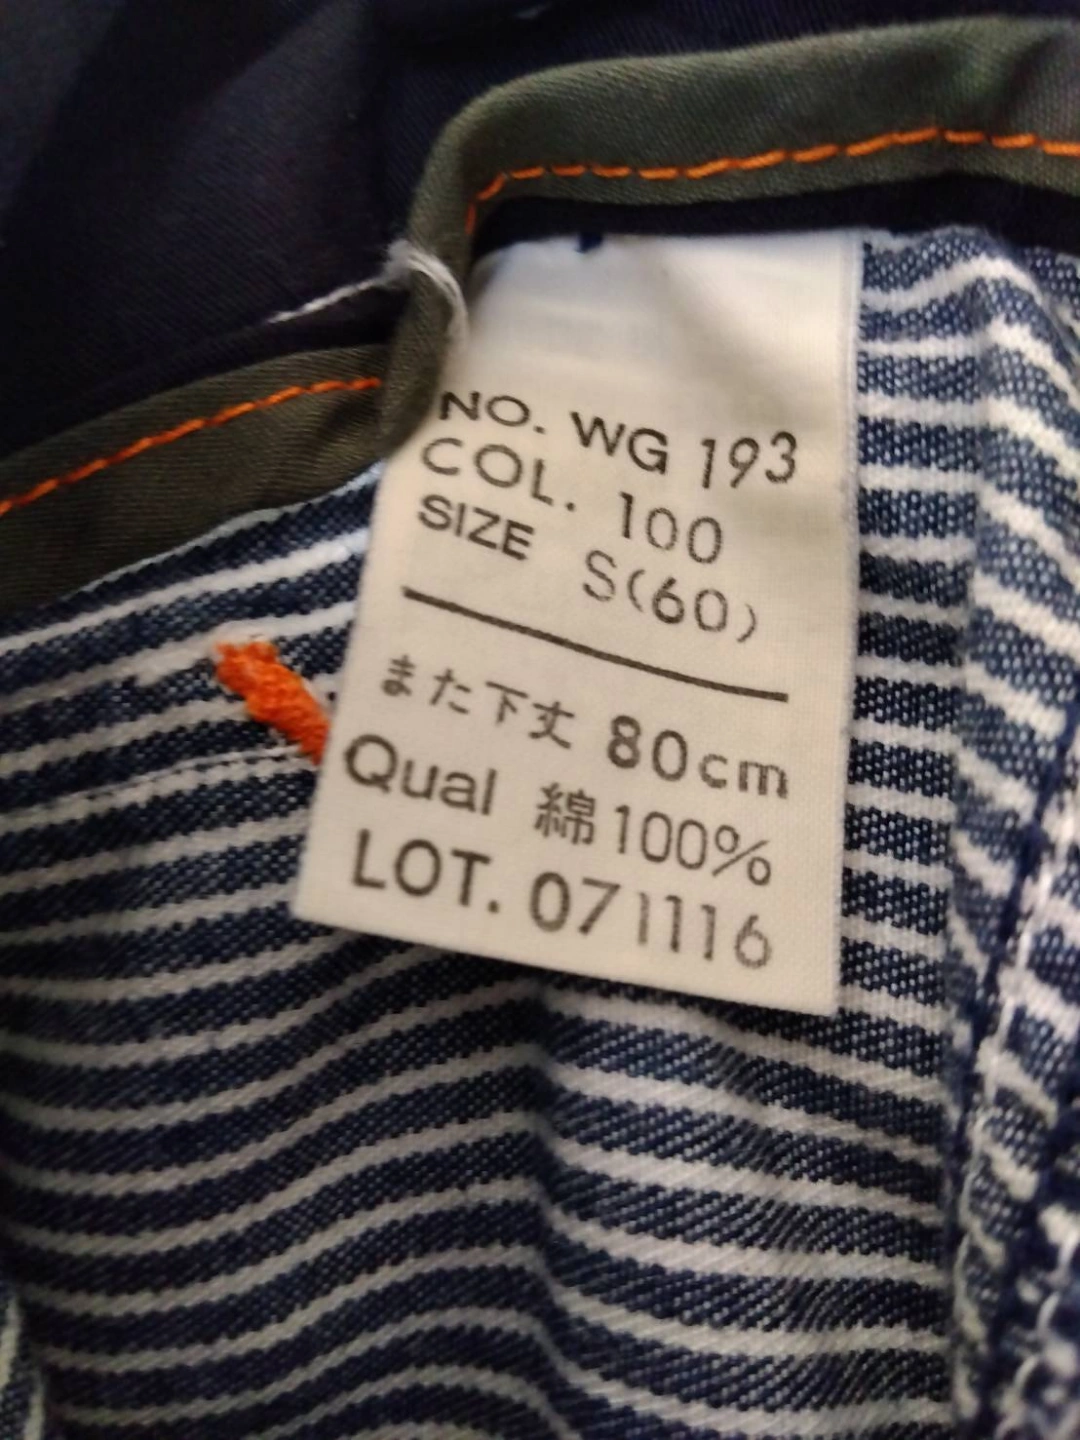 NO. WG 193
COL. 100
SIZE S(60)
また下丈 80cm
Qual 綿100%
LOT. 071116